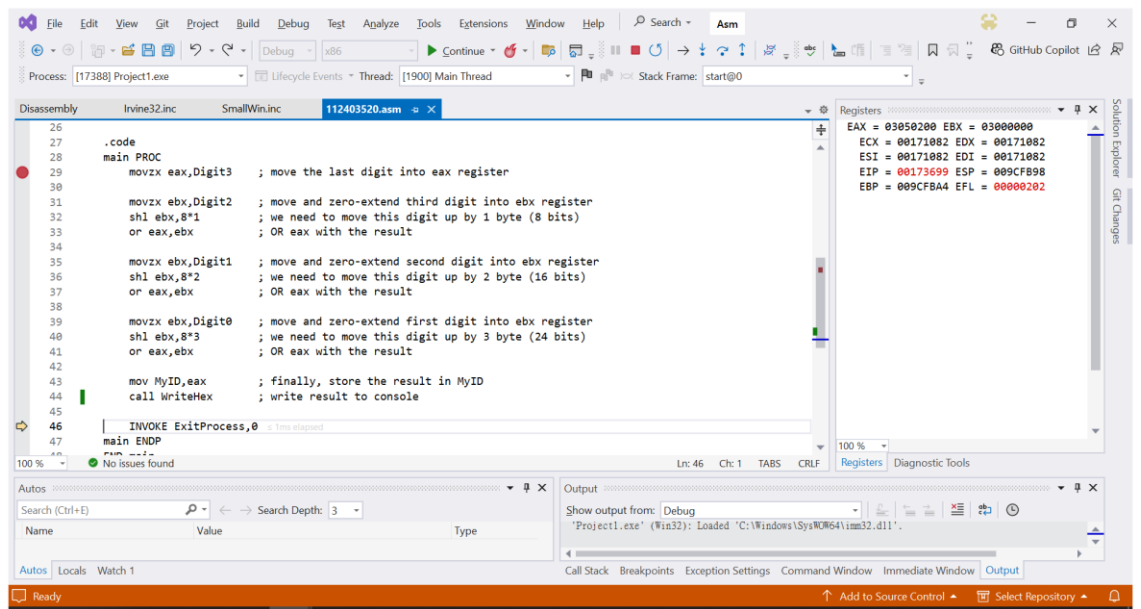 File Edit View Git Project Build Debug Test Analyze Tools Extensions Window Help Search Asm
Debug x86 Continue GitHub Copilot
Process: [17388] Project1.exe Lifecycle Events Thread: [1900] Main Thread Stack Frame: start@0
Disassembly Irvine32.inc SmallWin.inc 112403520.asm
26
27 .code
28 main PROC
29 movzx eax,Digit3 ; move the last digit into eax register
30
31 movzx ebx,Digit2 ; move and zero-extend third digit into ebx register
32 shl ebx,8*1 ; we need to move this digit up by 1 byte (8 bits)
33 or eax,ebx ; OR eax with the result
34
35 movzx ebx,Digit1 ; move and zero-extend second digit into ebx register
36 shl ebx,8*2 ; we need to move this digit up by 2 byte (16 bits)
37 or eax,ebx ; OR eax with the result
38
39 movzx ebx,Digit0 ; move and zero-extend first digit into ebx register
40 shl ebx,8*3 ; we need to move this digit up by 3 byte (24 bits)
41 or eax,ebx ; OR eax with the result
42
43 mov MyID,eax ; finally, store the result in MyID
44 call WriteHex ; write result to console
45
46 INVOKE ExitProcess,0 ≤ 1ms elapsed
47 main ENDP
48 END main
100 % No issues found Ln: 46 Ch: 1 TABS CRLF
Registers
EAX = 03050200 EBX = 03000000
ECX = 00171082 EDX = 00171082
ESI = 00171082 EDI = 00171082
EIP = 00173699 ESP = 009CFB98
EBP = 009CFBA4 EFL = 00000202
100 %
Registers Diagnostic Tools
Solution Explorer
Git Changes
Autos
Search (Ctrl+E) Search Depth: 3
Name Value Type
Autos Locals Watch 1
Output
Show output from: Debug
'Project1.exe' (Win32): Loaded 'C:\Windows\SysWOW64\imm32.dll'.
Call Stack Breakpoints Exception Settings Command Window Immediate Window Output
Ready Add to Source Control Select Repository